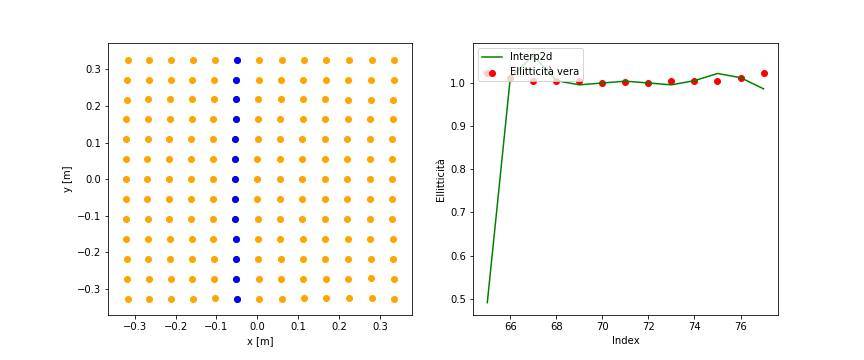 0.3
0.2
0.1
0.0
−0.1
−0.2
−0.3
y [m]
−0.3 −0.2 −0.1 0.0 0.1 0.2 0.3
x [m]
Interp2d
Ellitticità vera
1.0
0.9
0.8
0.7
0.6
0.5
Ellitticità
66 68 70 72 74 76
Index